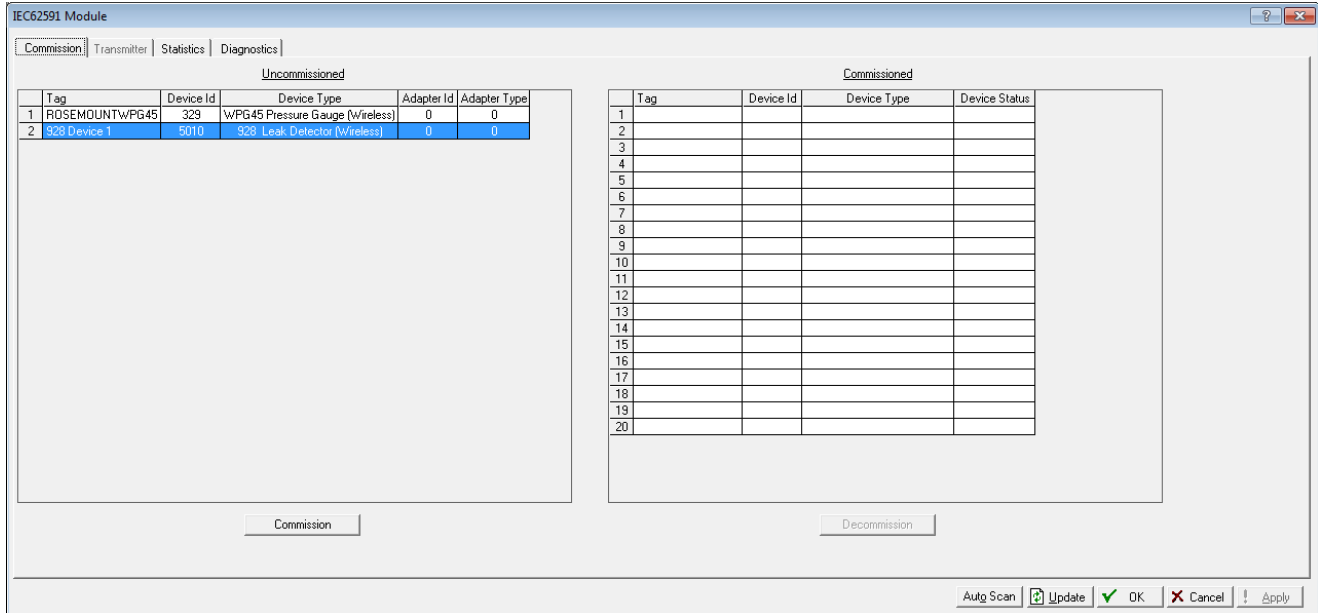 IEC62591 Module
Commission Transmitter Statistics Diagnostics
Uncommissioned
Tag Device Id Device Type Adapter Id Adapter Type
1 ROSEMOUNTWPG45 329 WPG45 Pressure Gauge (Wireless) 0 0
2 928 Device 1 5010 928 Leak Detector (Wireless) 0 0
Commission
Commissioned
Tag Device Id Device Type Device Status
1
2
3
4
5
6
7
8
9
10
11
12
13
14
15
16
17
18
19
20
Decommission
Auto Scan Update OK Cancel ! Apply